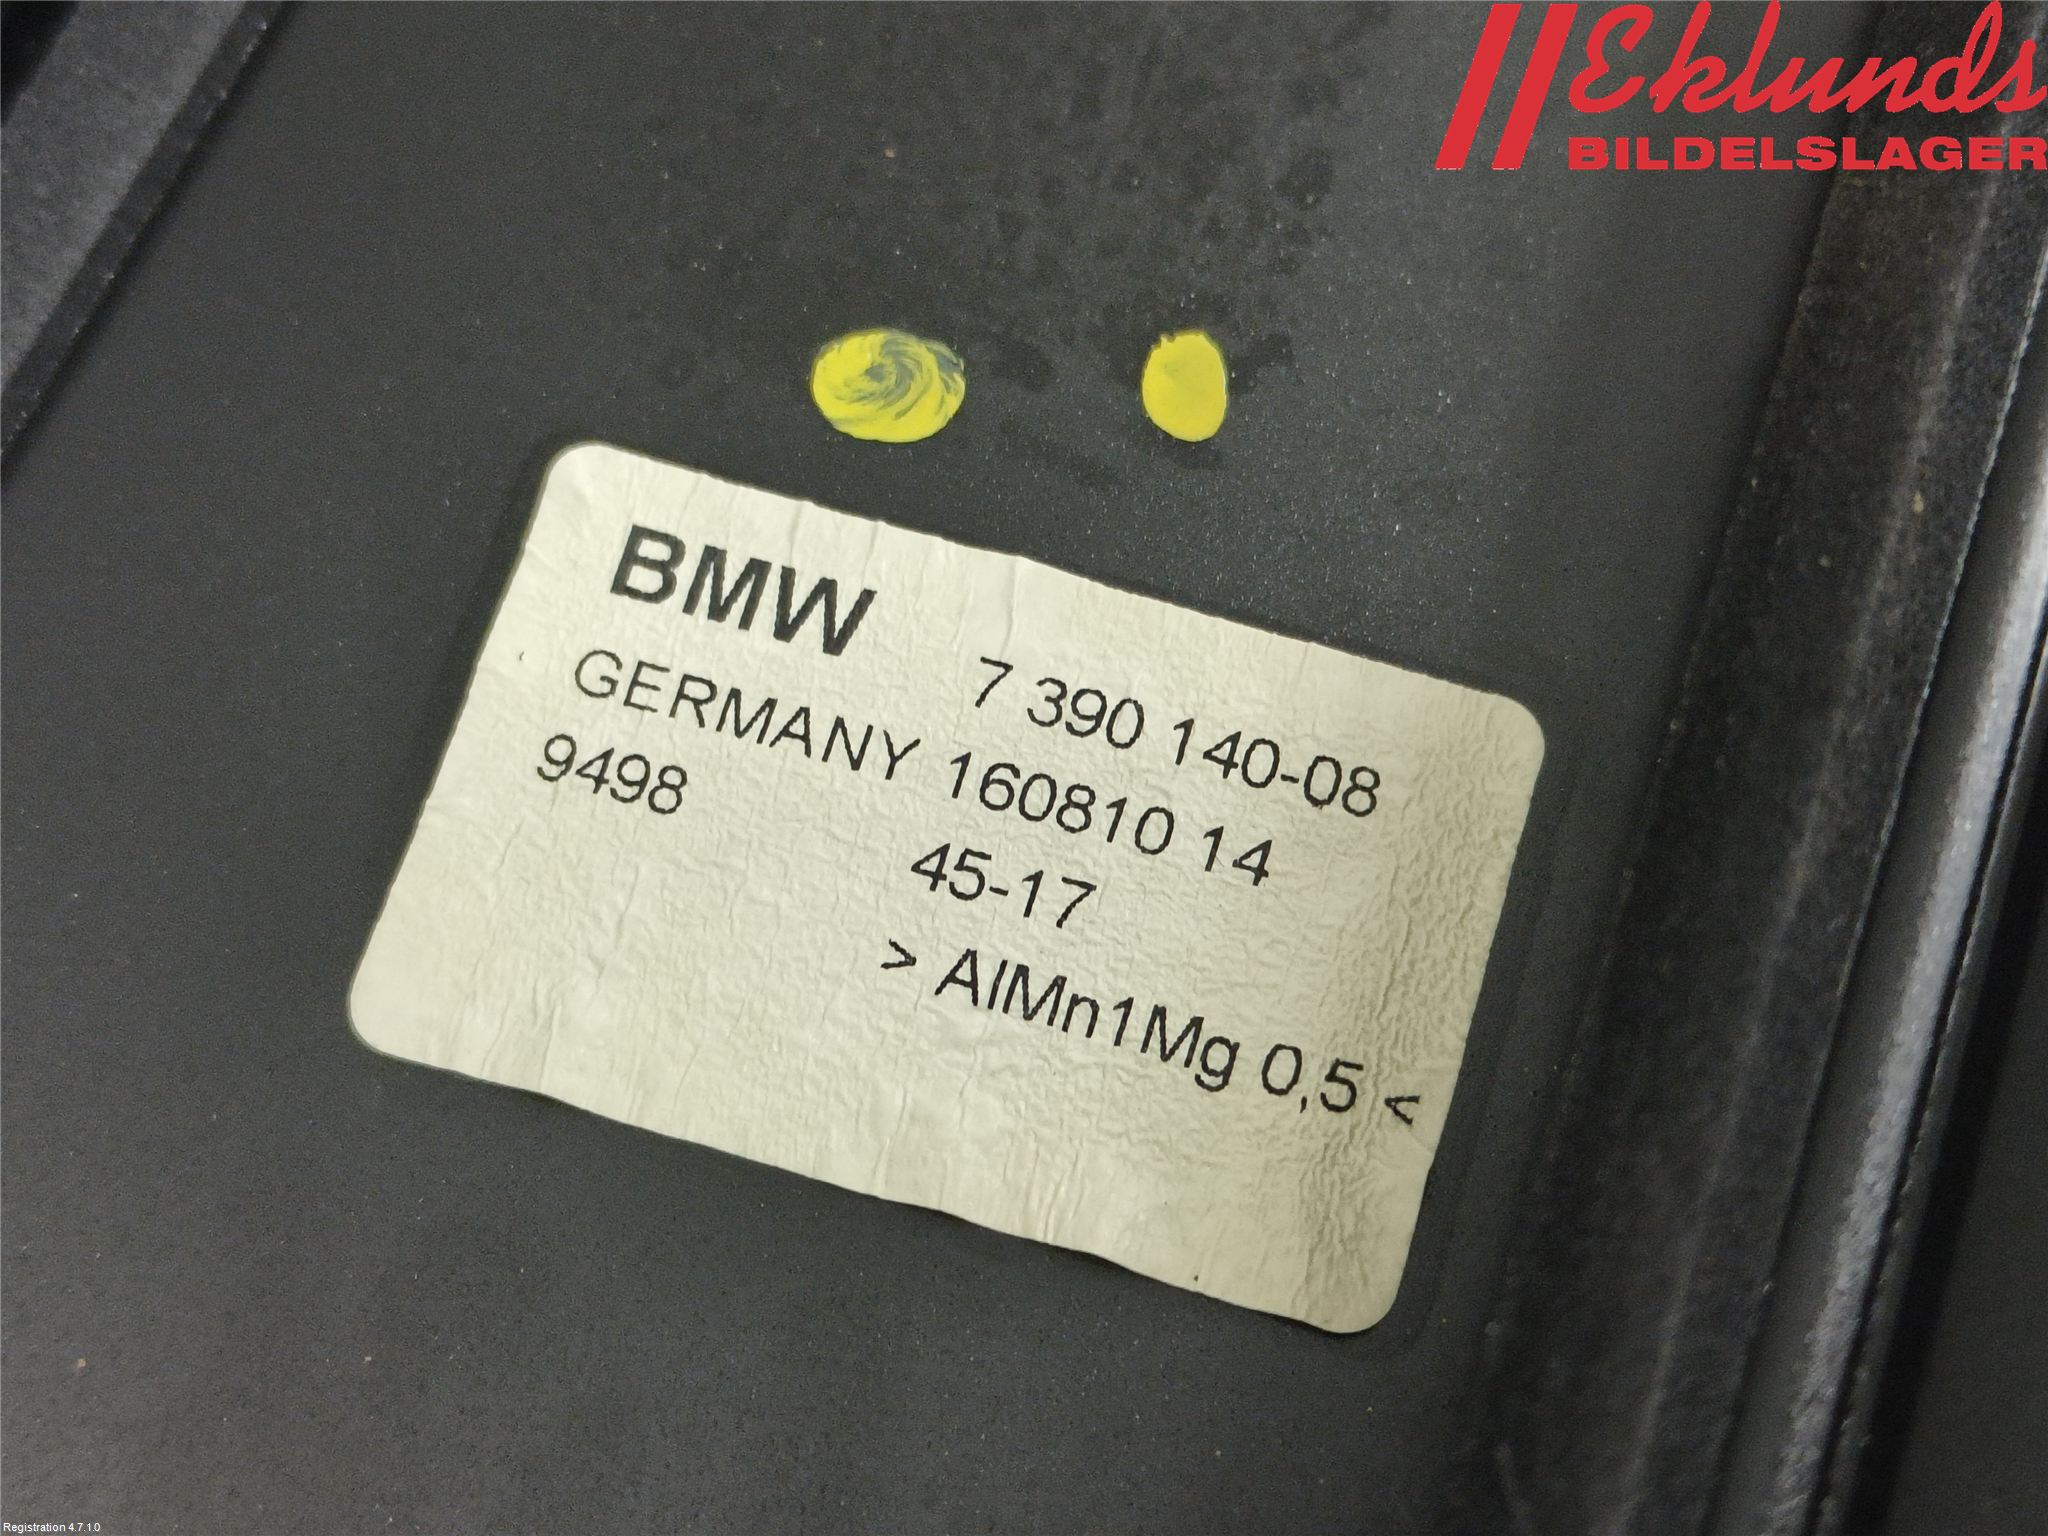 Eklunds
BILDELSLAGER
BMW
7 390 140-08
GERMANY 160810 14
9498
45-17
> AlMn1Mg 0,5 <
Registration 4.7.1.0